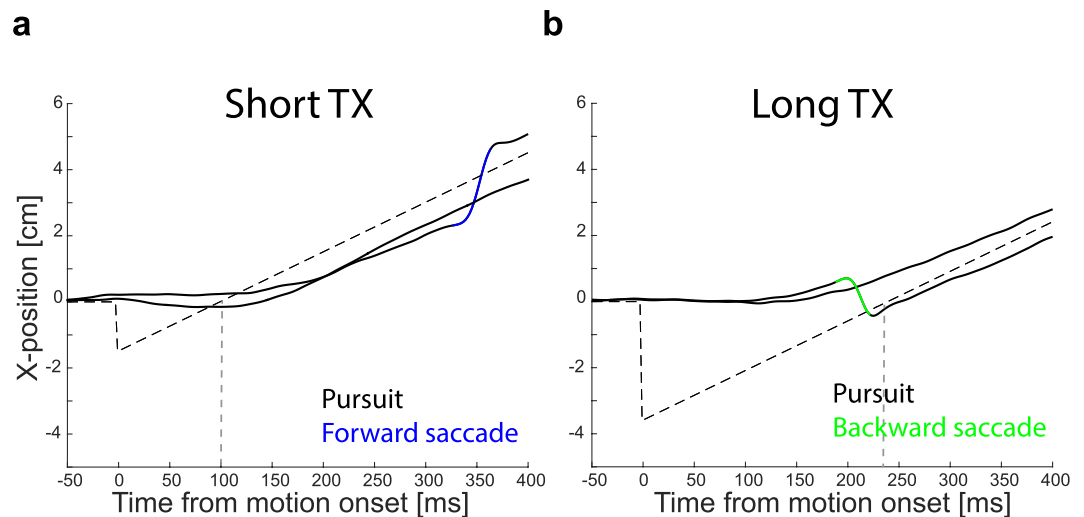 a
b
Short TX
Long TX
6
4
2
0
-2
-4
X-position [cm]
Pursuit
Forward saccade
-50 0 50 100 150 200 250 300 350 400
Time from motion onset [ms]
6
4
2
0
-2
-4
Pursuit
Backward saccade
-50 0 50 100 150 200 250 300 350 400
Time from motion onset [ms]